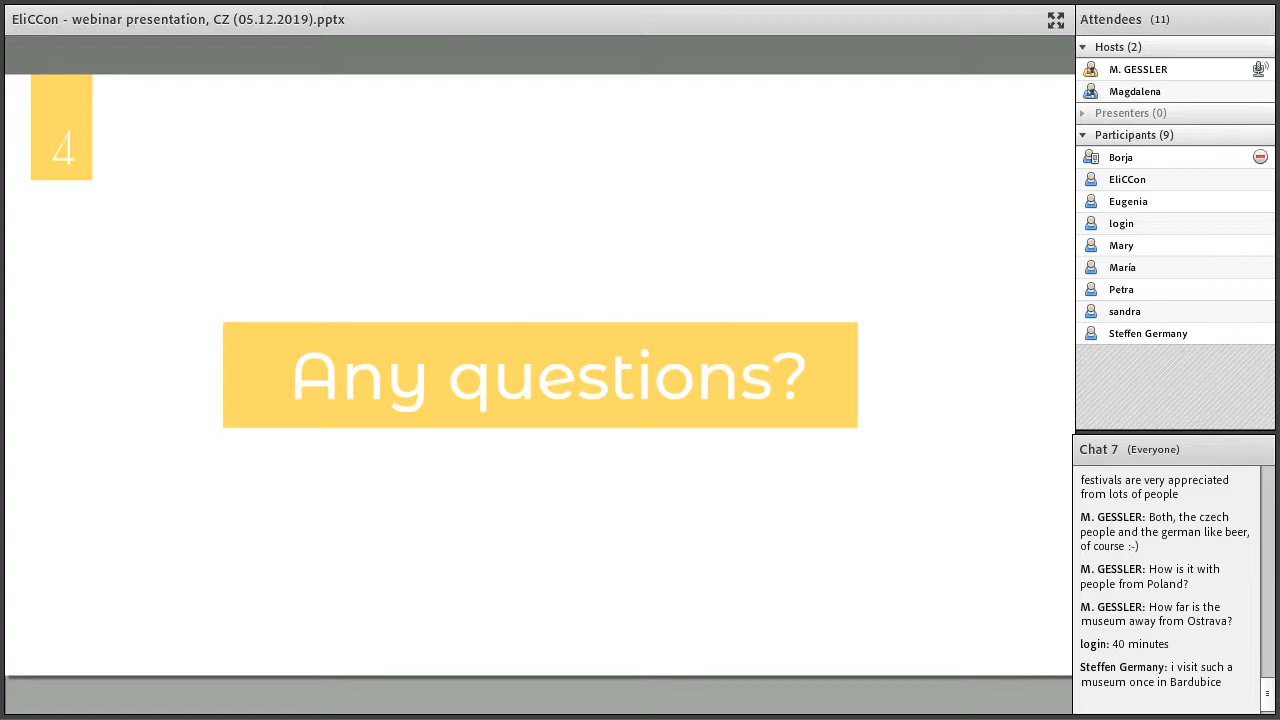 EliCCon - webinar presentation, CZ (05.12.2019).pptx
4
Any questions?
Attendees (11)
Hosts (2)
M. GESSLER
Magdalena
Presenters (0)
Participants (9)
Borja
EliCCon
Eugenia
login
Mary
María
Petra
sandra
Steffen Germany
Chat 7 (Everyone)
festivals are very appreciated
from lots of people
M. GESSLER: Both, the czech
people and the german like beer,
of course :-)
M. GESSLER: How is it with
people from Poland?
M. GESSLER: How far is the
museum away from Ostrava?
login: 40 minutes
Steffen Germany: i visit such a
museum once in Bardubice